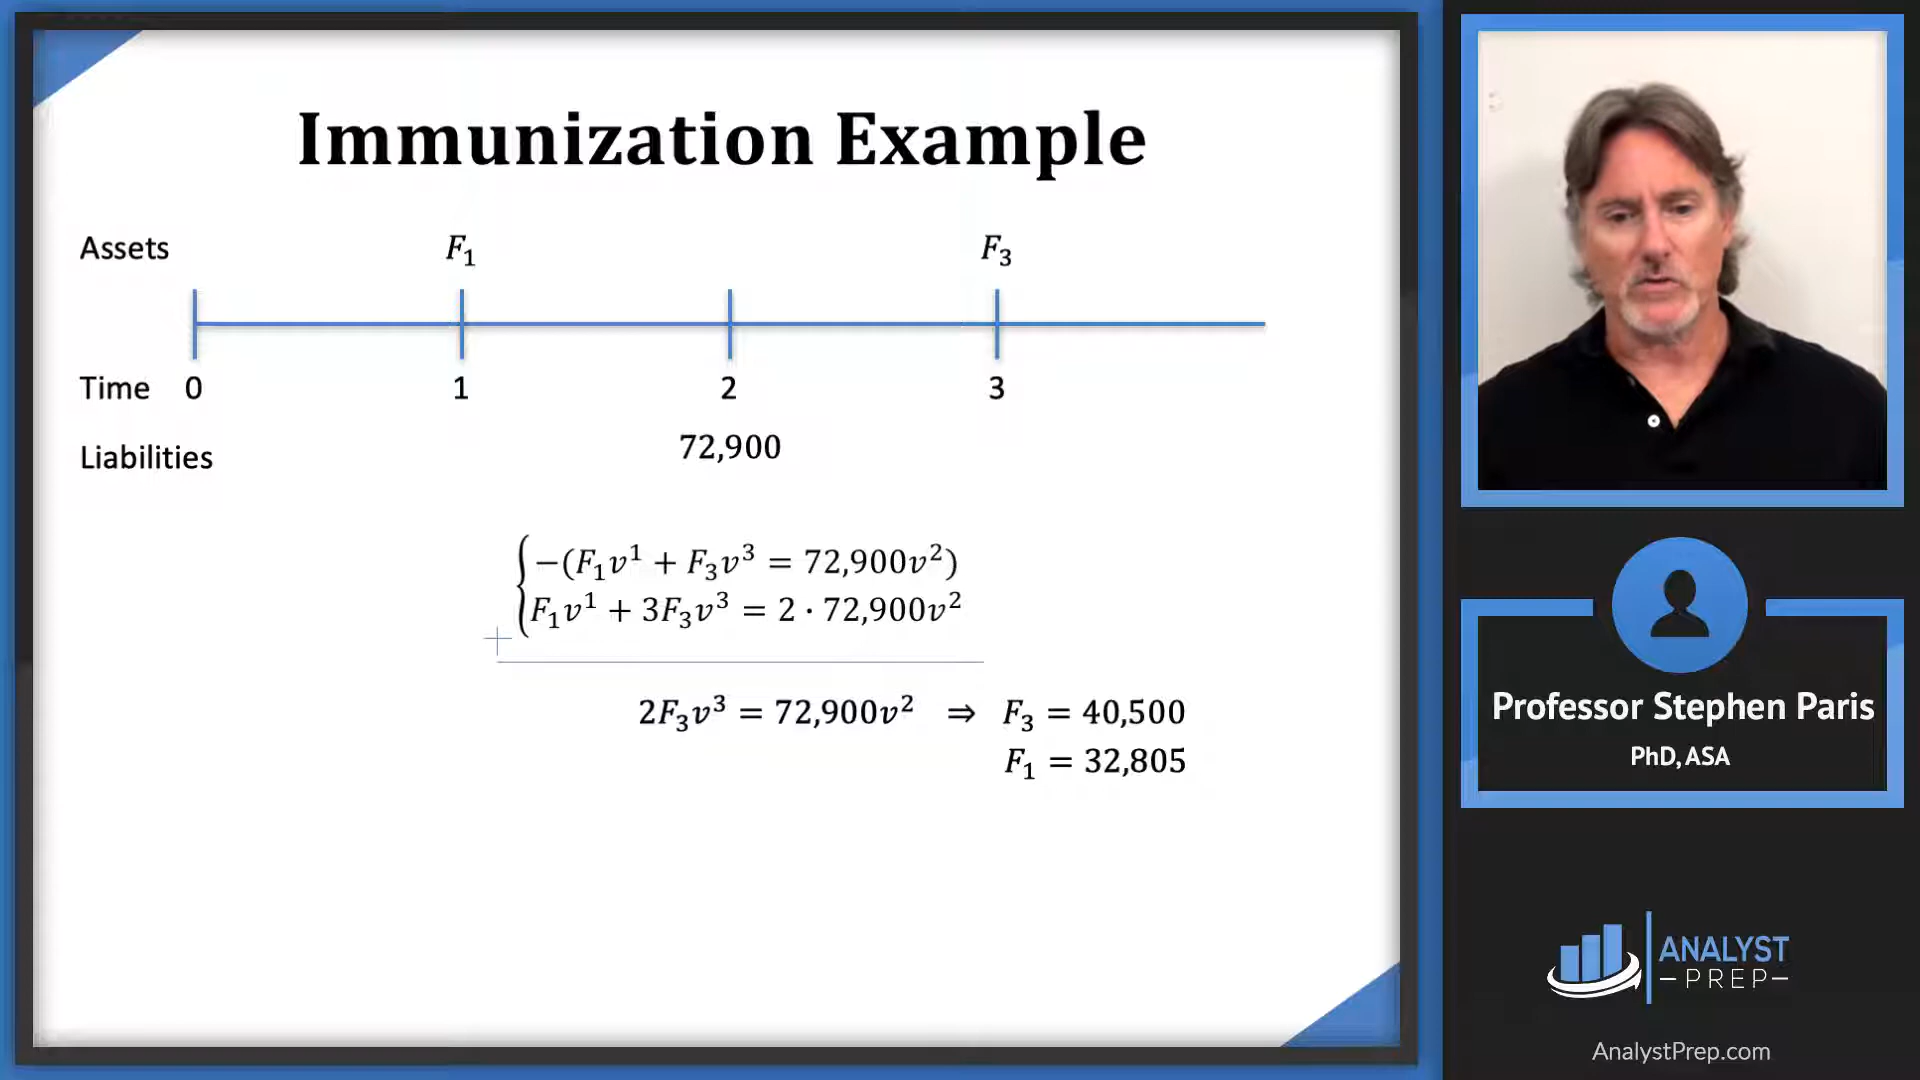 Immunization Example
Assets F₁ F₃
Time 0 1 2 3
Liabilities 72,900
−(F₁v¹ + F₃v³ = 72,900v²)
F₁v¹ + 3F₃v³ = 2 · 72,900v²
+
2F₃v³ = 72,900v² ⇒ F₃ = 40,500
F₁ = 32,805
Professor Stephen Paris
PhD, ASA
ANALYST
PREP
AnalystPrep.com